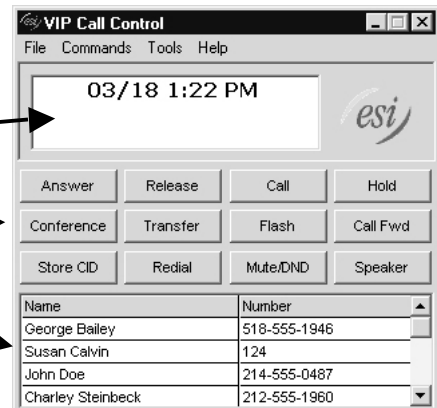 esi VIP Call Control
File Commands Tools Help
03/18 1:22 PM
esi
Answer Release Call Hold
Conference Transfer Flash Call Fwd
Store CID Redial Mute/DND Speaker
Name Number
George Bailey 518-555-1946
Susan Calvin 124
John Doe 214-555-0487
Charley Steinbeck 212-555-1960